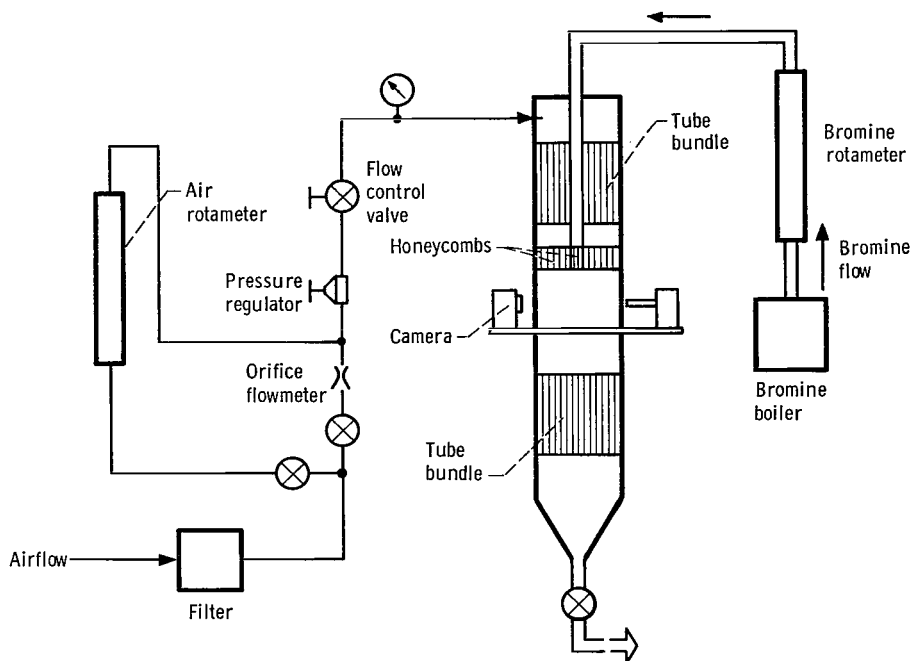 Air
rotameter
Flow
control
valve
Pressure
regulator
Orifice
flowmeter
Airflow
Filter
Tube
bundle
Honeycombs
Camera
Tube
bundle
Bromine
rotameter
Bromine
flow
Bromine
boiler